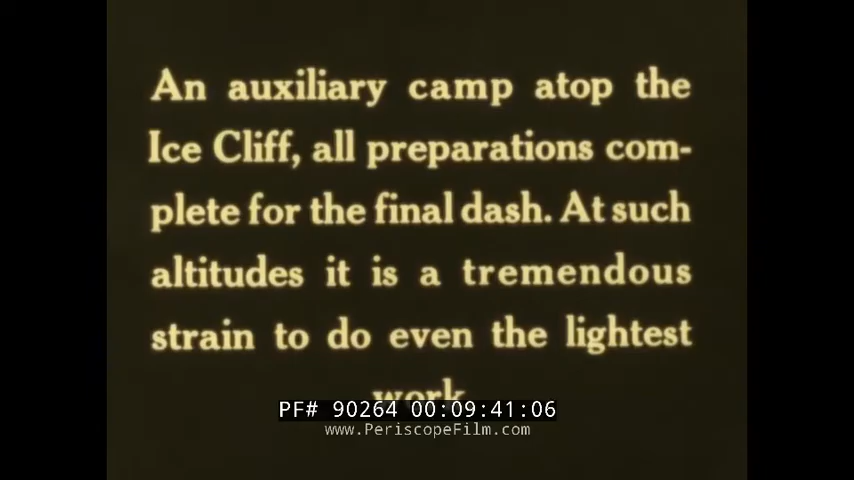 An auxiliary camp atop the
Ice Cliff, all preparations com-
plete for the final dash. At such
altitudes it is a tremendous
strain to do even the lightest
work
PF# 90264 00:09:41:06
www.PeriscopeFilm.com